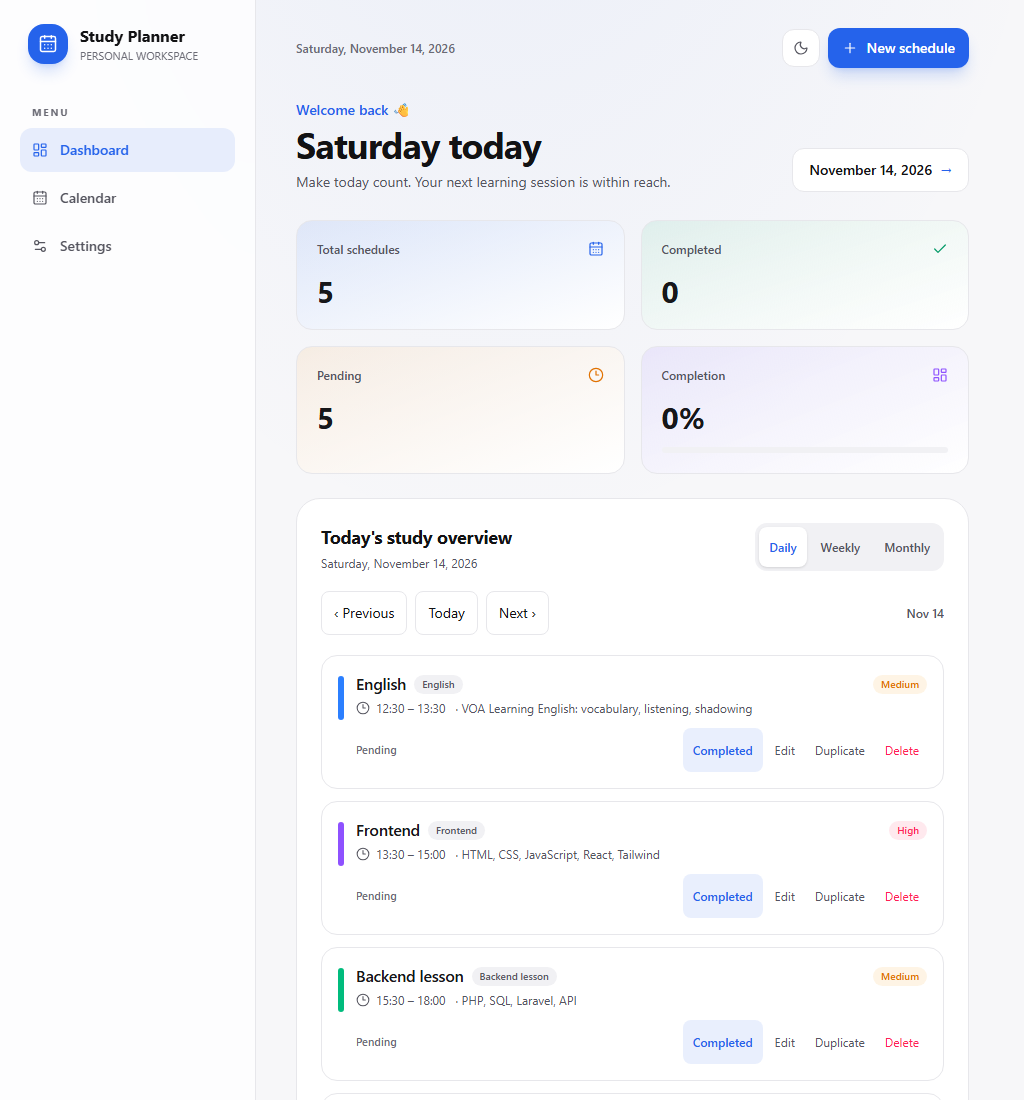 Study Planner
PERSONAL WORKSPACE
MENU
Dashboard
Calendar
Settings
Saturday, November 14, 2026
New schedule
Welcome back 👋
Saturday today
Make today count. Your next learning session is within reach.
November 14, 2026 →
Total schedules
5
Completed
0
Pending
5
Completion
0%
Today's study overview
Saturday, November 14, 2026
Daily Weekly Monthly
‹ Previous Today Next › Nov 14
English English Medium
12:30 – 13:30 · VOA Learning English: vocabulary, listening, shadowing
Pending Completed Edit Duplicate Delete
Frontend Frontend High
13:30 – 15:00 · HTML, CSS, JavaScript, React, Tailwind
Pending Completed Edit Duplicate Delete
Backend lesson Backend lesson Medium
15:30 – 18:00 · PHP, SQL, Laravel, API
Pending Completed Edit Duplicate Delete